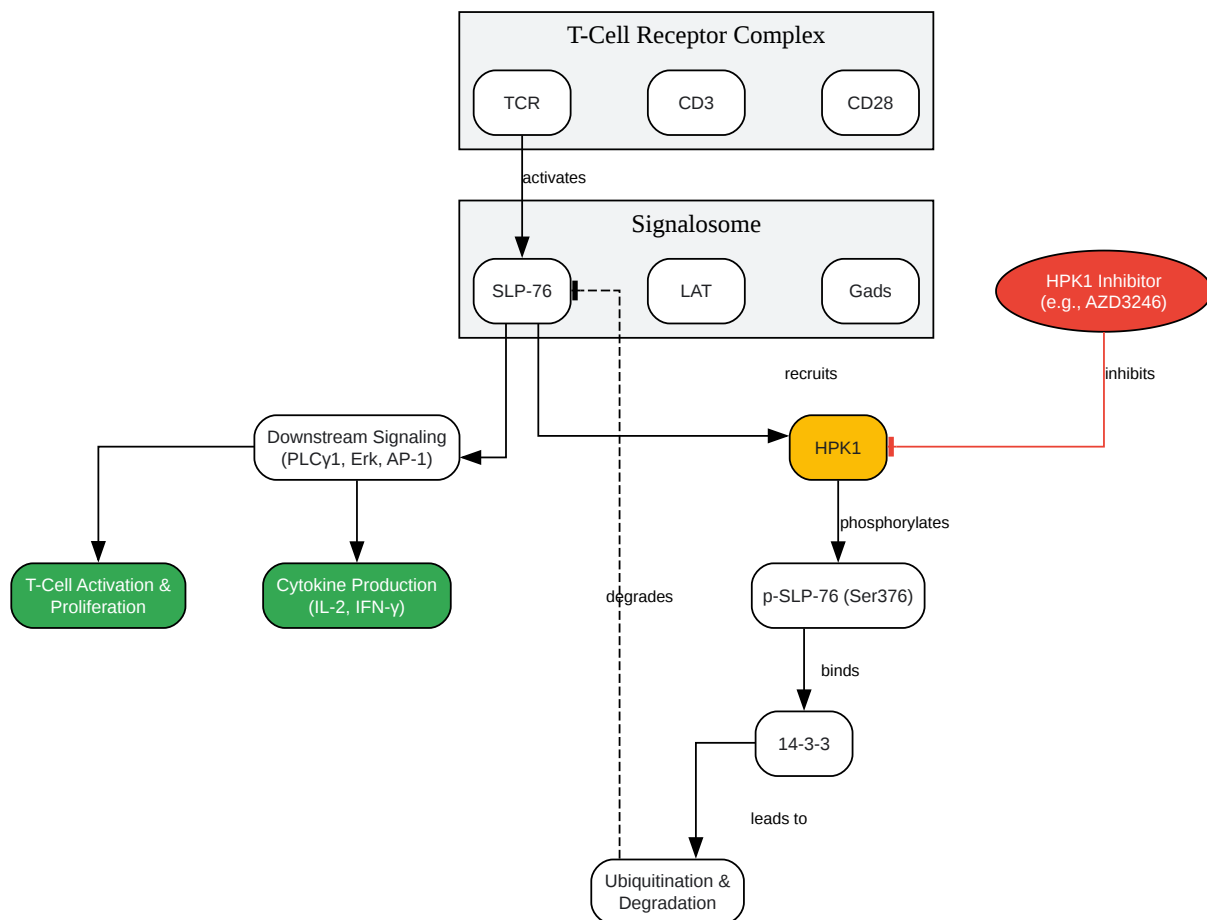 T-Cell Receptor Complex
TCR
CD3
CD28
activates
Signalosome
SLP-76
LAT
Gads
HPK1 Inhibitor
(e.g., AZD3246)
recruits
inhibits
Downstream Signaling
(PLCγ1, Erk, AP-1)
HPK1
phosphorylates
T-Cell Activation &
Proliferation
Cytokine Production
(IL-2, IFN-γ)
degrades
p-SLP-76 (Ser376)
binds
14-3-3
leads to
Ubiquitination &
Degradation